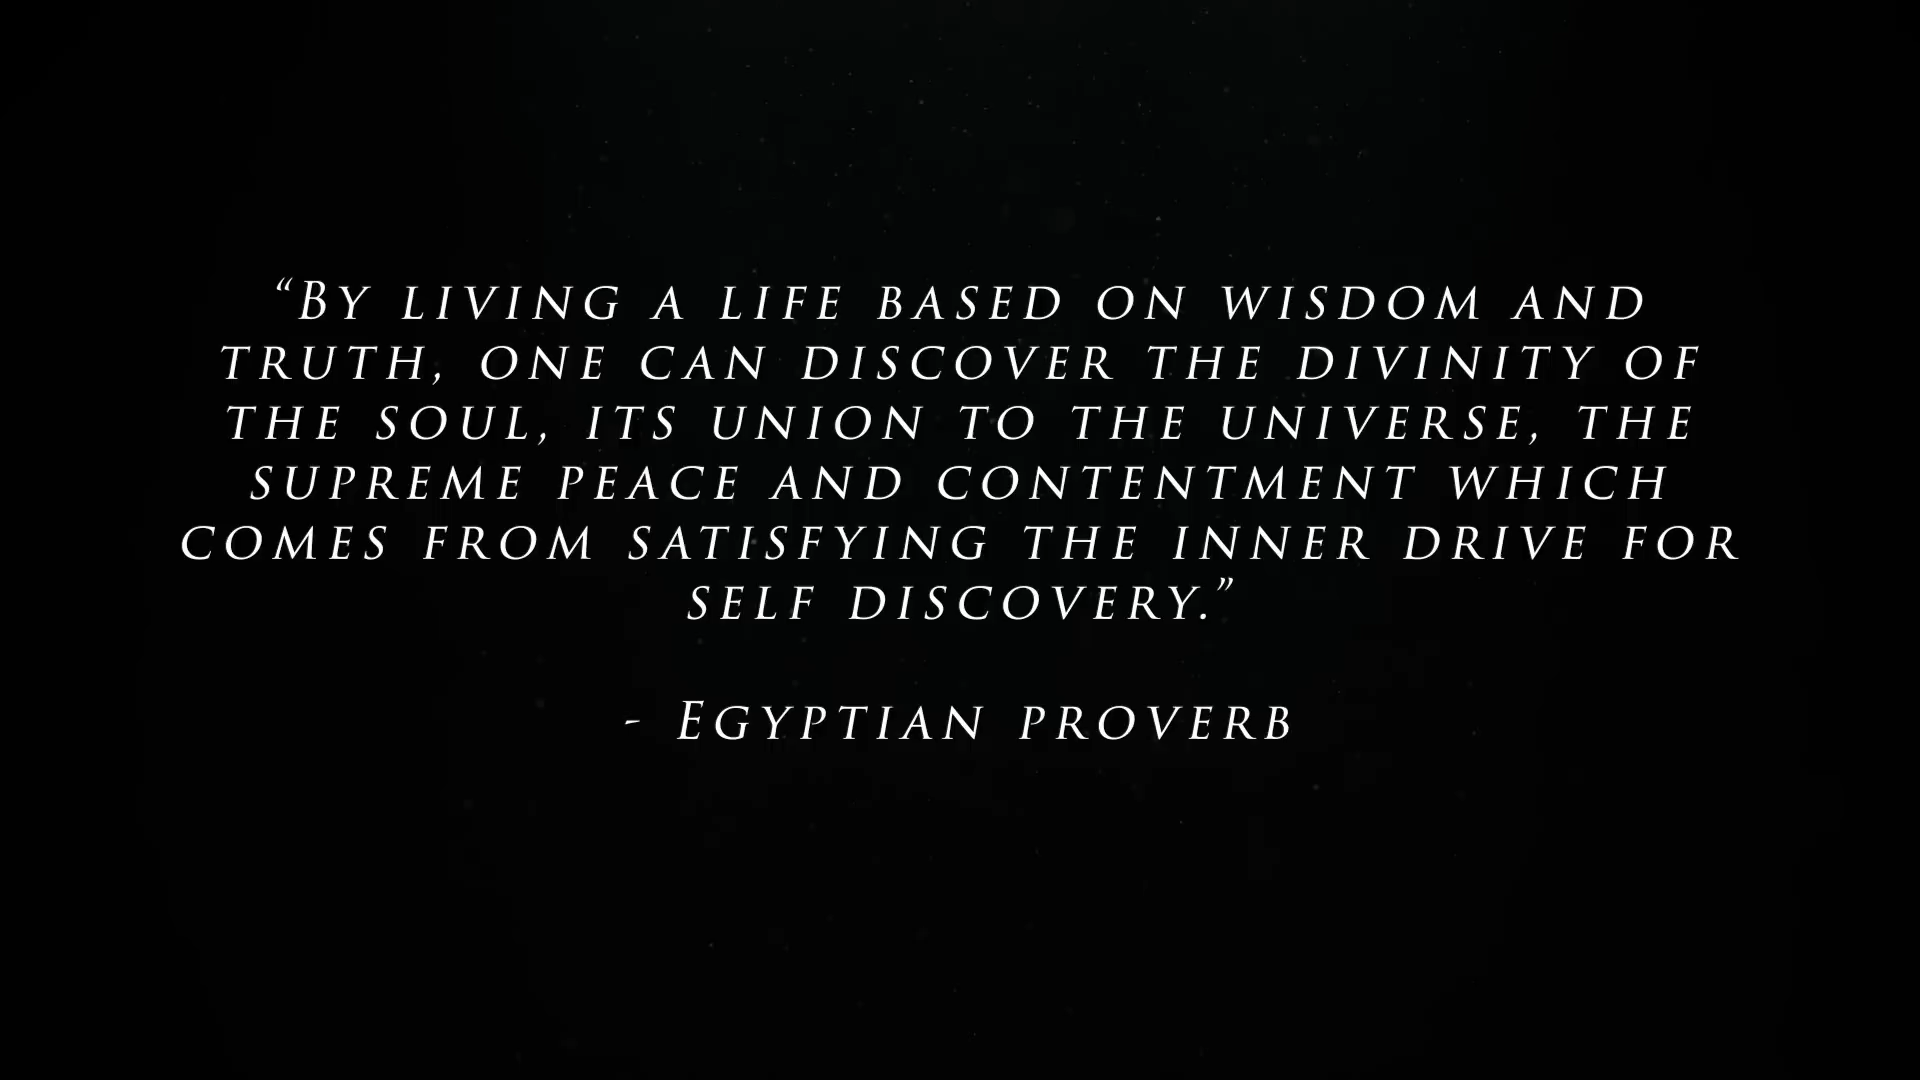 “By living a life based on wisdom and
truth, one can discover the divinity of
the soul, its union to the universe, the
supreme peace and contentment which
comes from satisfying the inner drive for
self discovery.”
- Egyptian proverb